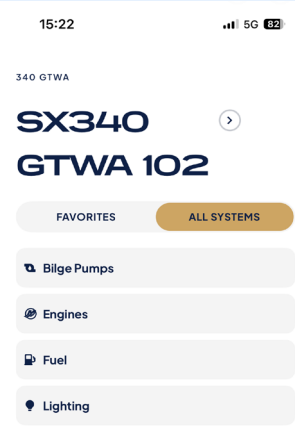 15:22 5G 82
340 GTWA
SX340
GTWA 102
FAVORITES ALL SYSTEMS
Bilge Pumps
Engines
Fuel
Lighting